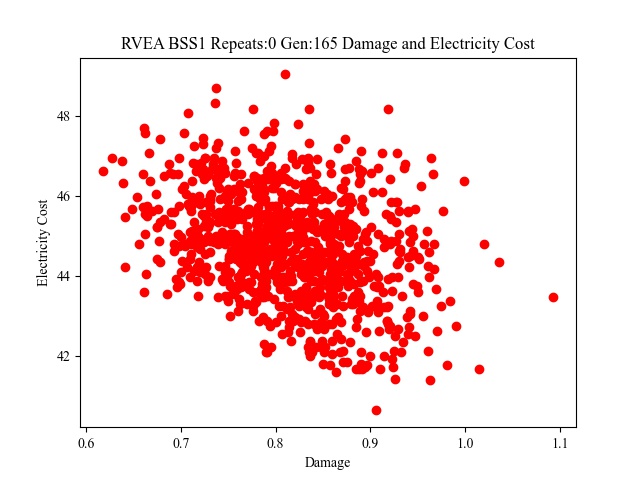 RVEA BSS1 Repeats:0 Gen:165 Damage and Electricity Cost
48
46
44
42
Electricity Cost
0.6 0.7 0.8 0.9 1.0 1.1
Damage